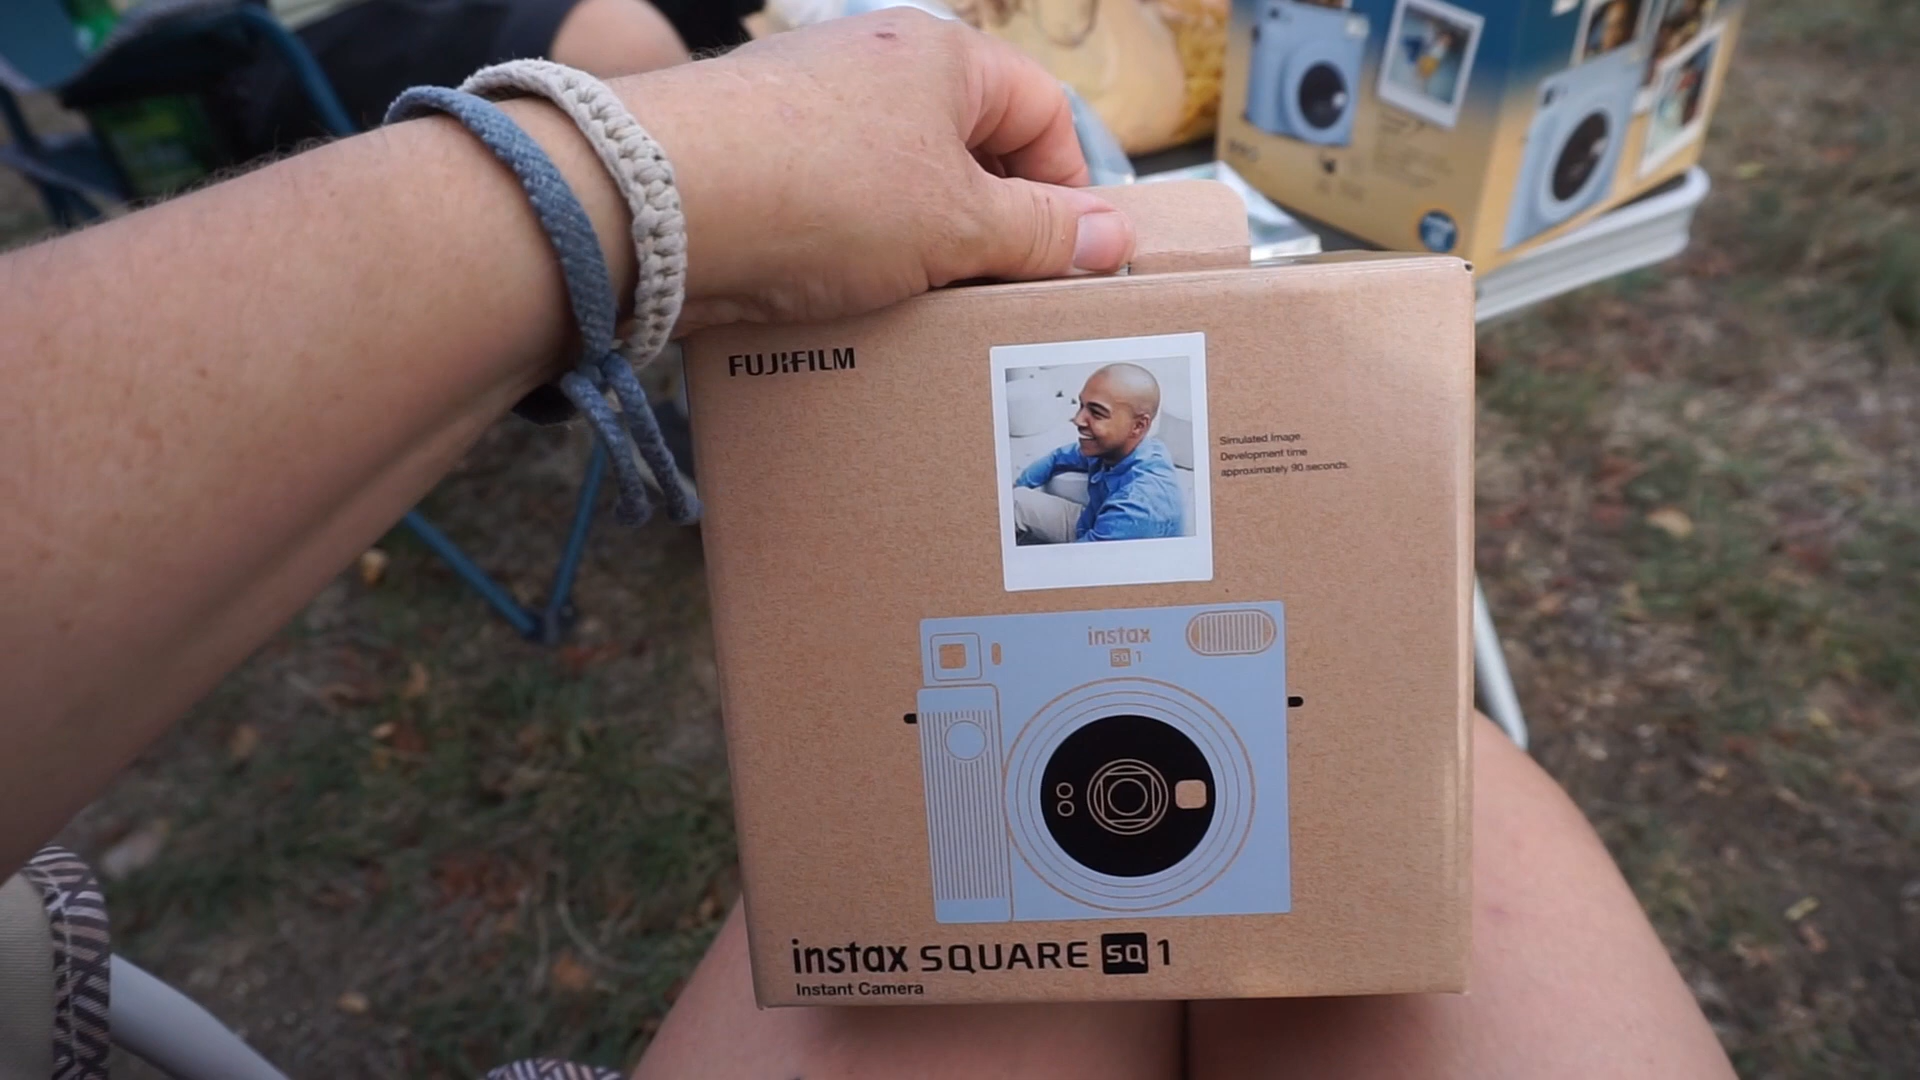 FUJIFILM
Simulated Image.
Development time
approximately 90 seconds.
instax
SQ 1
instax SQUARE SQ 1
Instant Camera